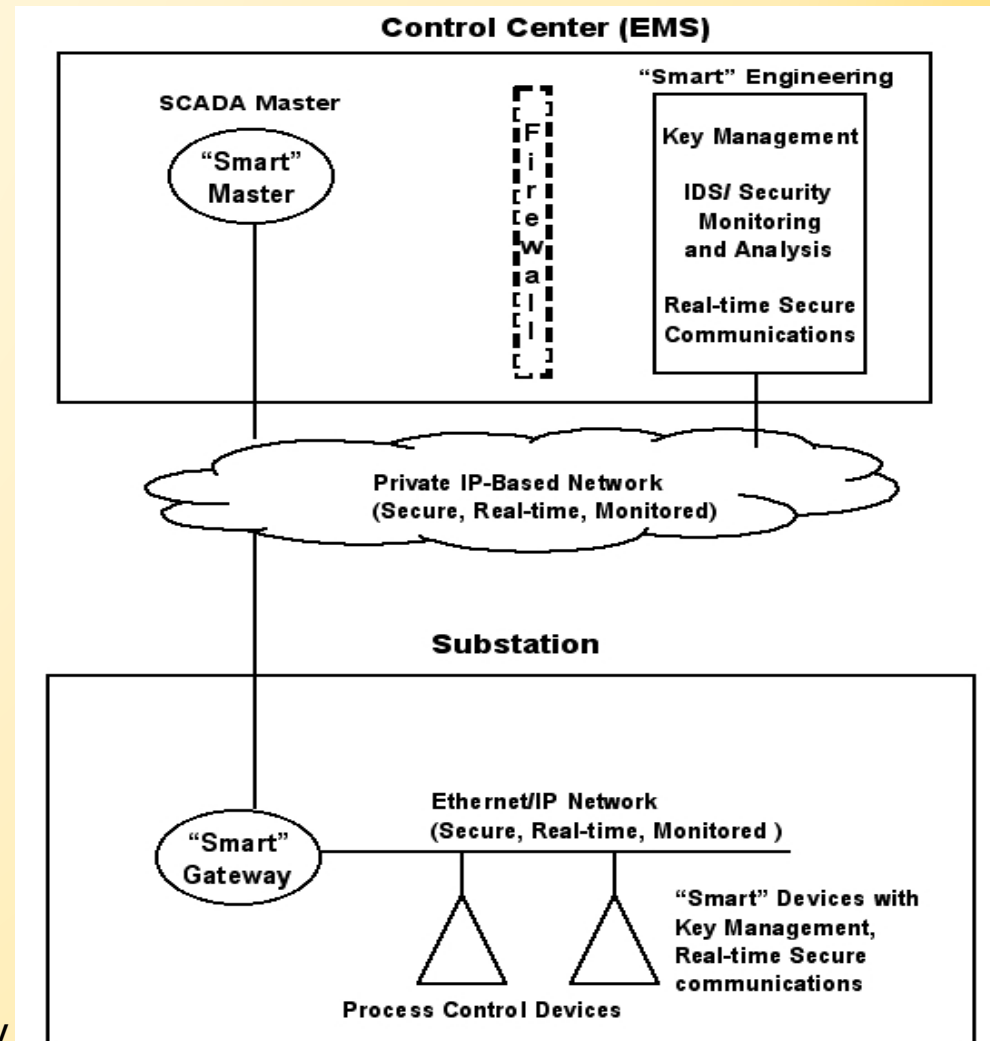 Control Center (EMS)
SCADA Master
“Smart”
Master
Firewall
“Smart” Engineering
Key Management
IDS/ Security
Monitoring
and Analysis
Real-time Secure
Communications
Private IP-Based Network
(Secure, Real-time, Monitored)
Substation
“Smart”
Gateway
Ethernet/IP Network
(Secure, Real-time, Monitored )
“Smart” Devices with
Key Management,
Real-time Secure
communications
Process Control Devices